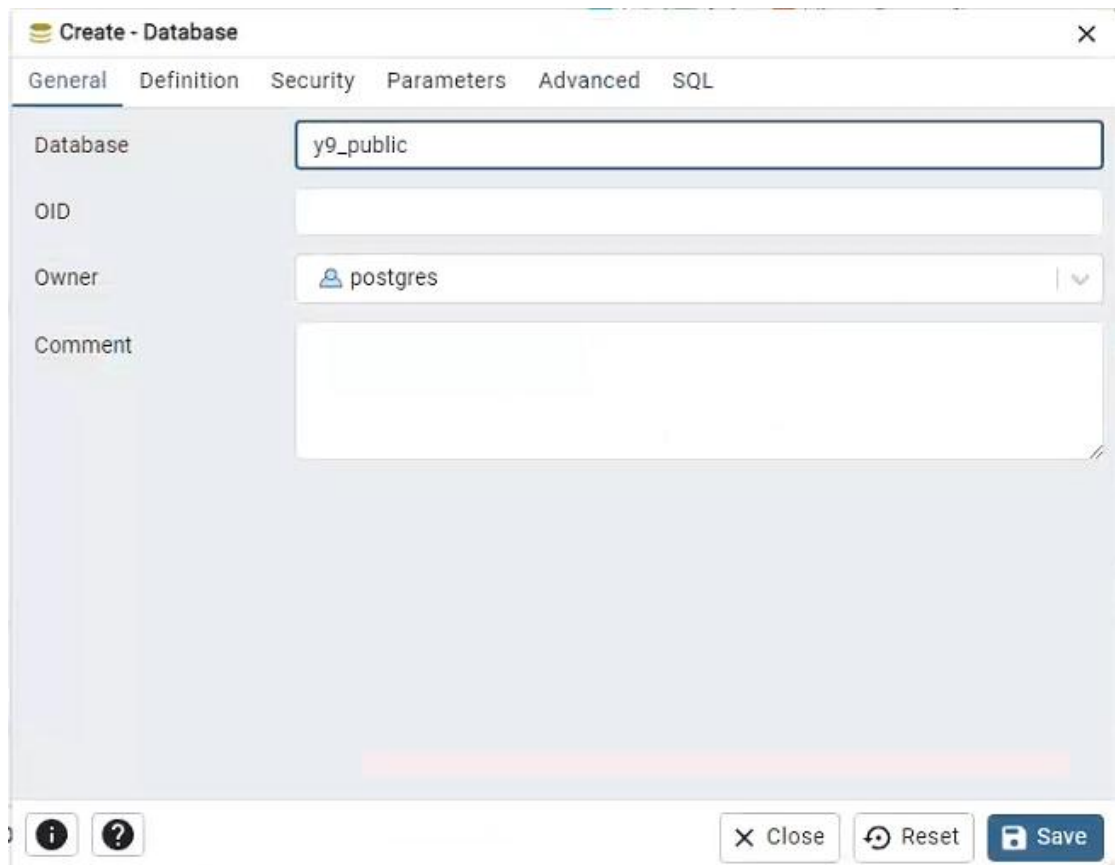 Create - Database
General Definition Security Parameters Advanced SQL
Database y9_public
OID
Owner postgres
Comment
Close Reset Save